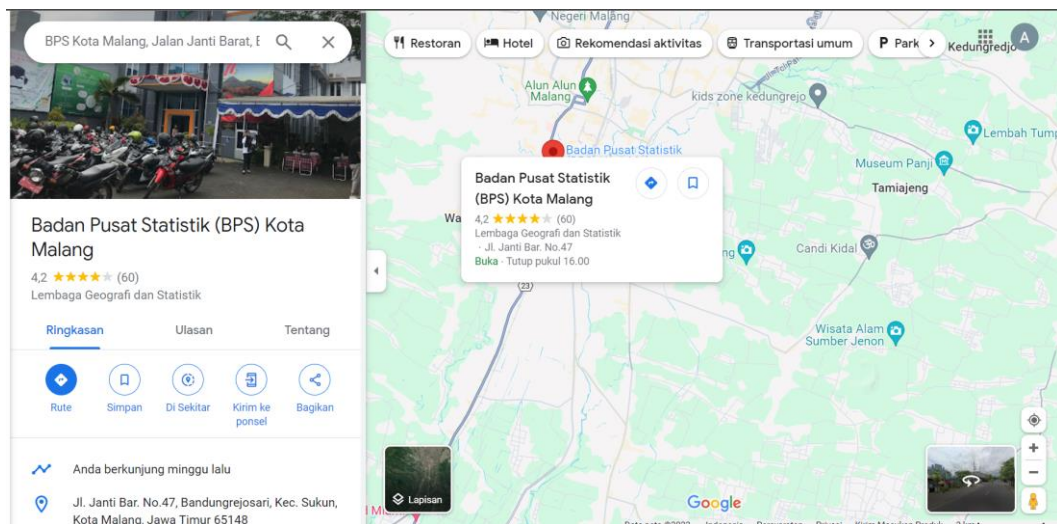 BPS Kota Malang, Jalan Janti Barat, E
Restoran
Hotel
Rekomendasi aktivitas
Transportasi umum
Park
A
Badan Pusat Statistik (BPS) Kota
Malang
4,2 (60)
Lembaga Geografi dan Statistik
Ringkasan
Ulasan
Tentang
Rute
Simpan
Di Sekitar
Kirim ke
ponsel
Bagikan
Anda berkunjung minggu lalu
Jl. Janti Bar. No.47, Bandungrejosari, Kec. Sukun,
Kota Malang, Jawa Timur 65148
Negeri Malang
Kedungredjo
Alun Alun
Malang
kids zone kedungrejo
Lembah Tum
Badan Pusat Statistik
Museum Panji
Tamiajeng
Badan Pusat Statistik
(BPS) Kota Malang
4,2 (60)
Lembaga Geografi dan Statistik
· Jl. Janti Bar. No.47
Buka · Tutup pukul 16.00
Wa
ng
Candi Kidal
(23)
Wisata Alam
Sumber Jenon
Lapisan
Google